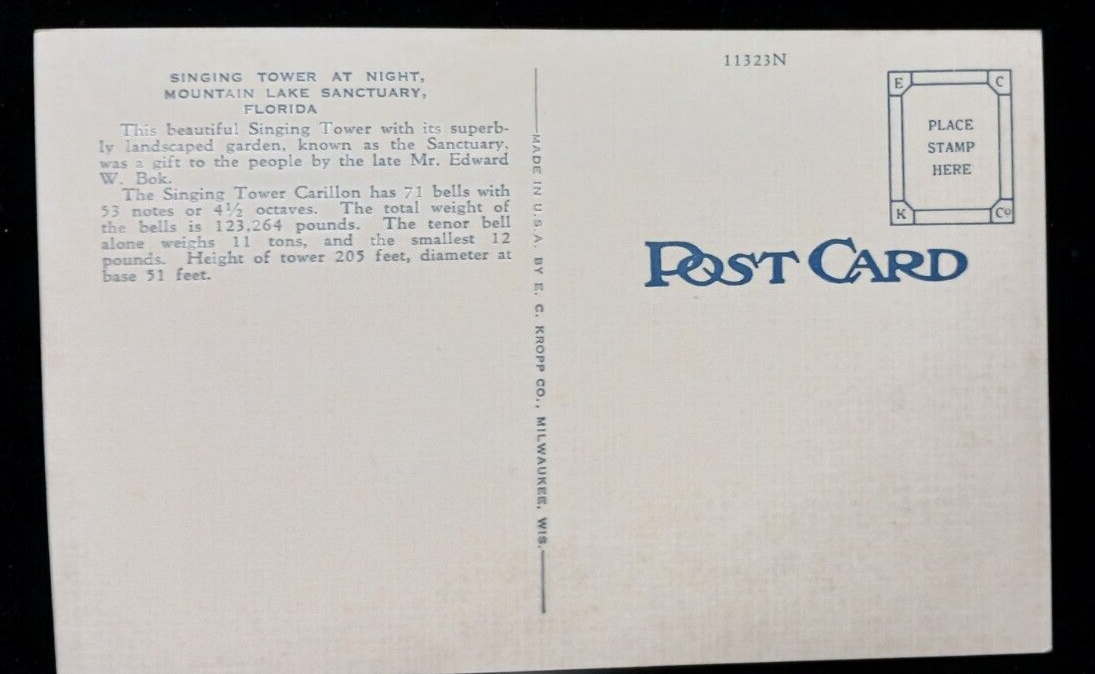 SINGING TOWER AT NIGHT,
MOUNTAIN LAKE SANCTUARY,
FLORIDA
This beautiful Singing Tower with its superb-
ly landscaped garden, known as the Sanctuary,
was a gift to the people by the late Mr. Edward
W. Bok.
The Singing Tower Carillon has 71 bells with
53 notes or 4½ octaves. The total weight of
the bells is 123,264 pounds. The tenor bell
alone weighs 11 tons, and the smallest 12
pounds. Height of tower 205 feet, diameter at
base 51 feet.
MADE IN U.S.A. BY E. C. KROPP CO., MILWAUKEE, WIS.
11323N
E C
PLACE
STAMP
HERE
K Co
POST CARD